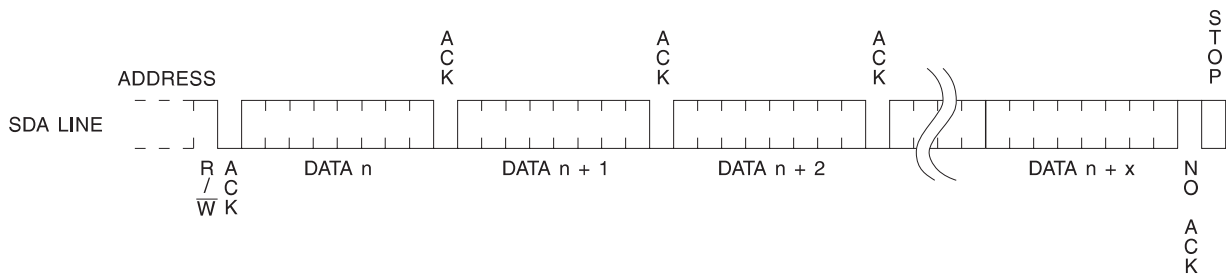 STOP
ACK
ACK
ACK
ADDRESS
SDA LINE
R/W
ACK
DATA n
DATA n + 1
DATA n + 2
DATA n + x
NO ACK